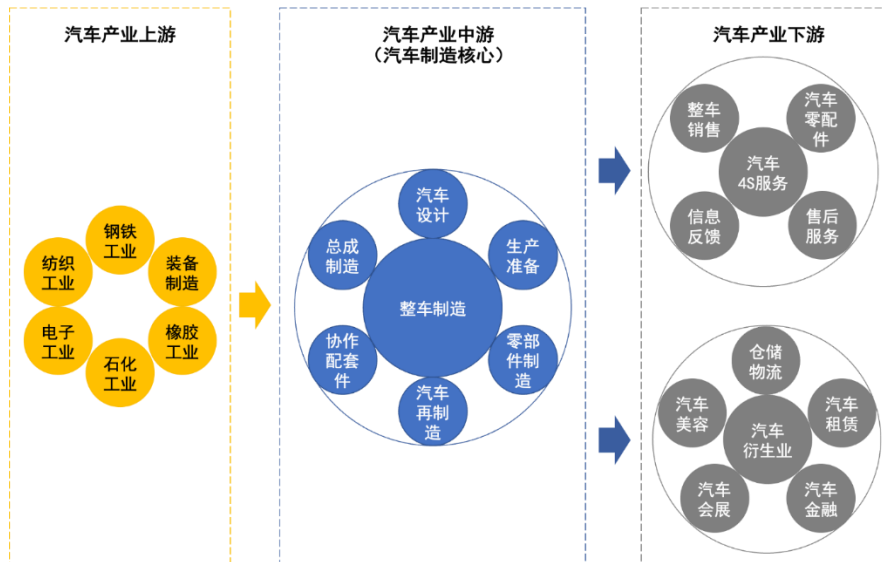 汽车产业上游
钢铁
工业
纺织
工业
装备
制造
电子
工业
橡胶
工业
石化
工业
汽车产业中游
（汽车制造核心）
汽车
设计
总成
制造
生产
准备
整车制造
协作
配套
件
零部
件制
造
汽车
再制
造
汽车产业下游
整车
销售
汽车
零配
件
汽车
4S服务
信息
反馈
售后
服务
仓储
物流
汽车
美容
汽车
租赁
汽车
衍生业
汽车
会展
汽车
金融